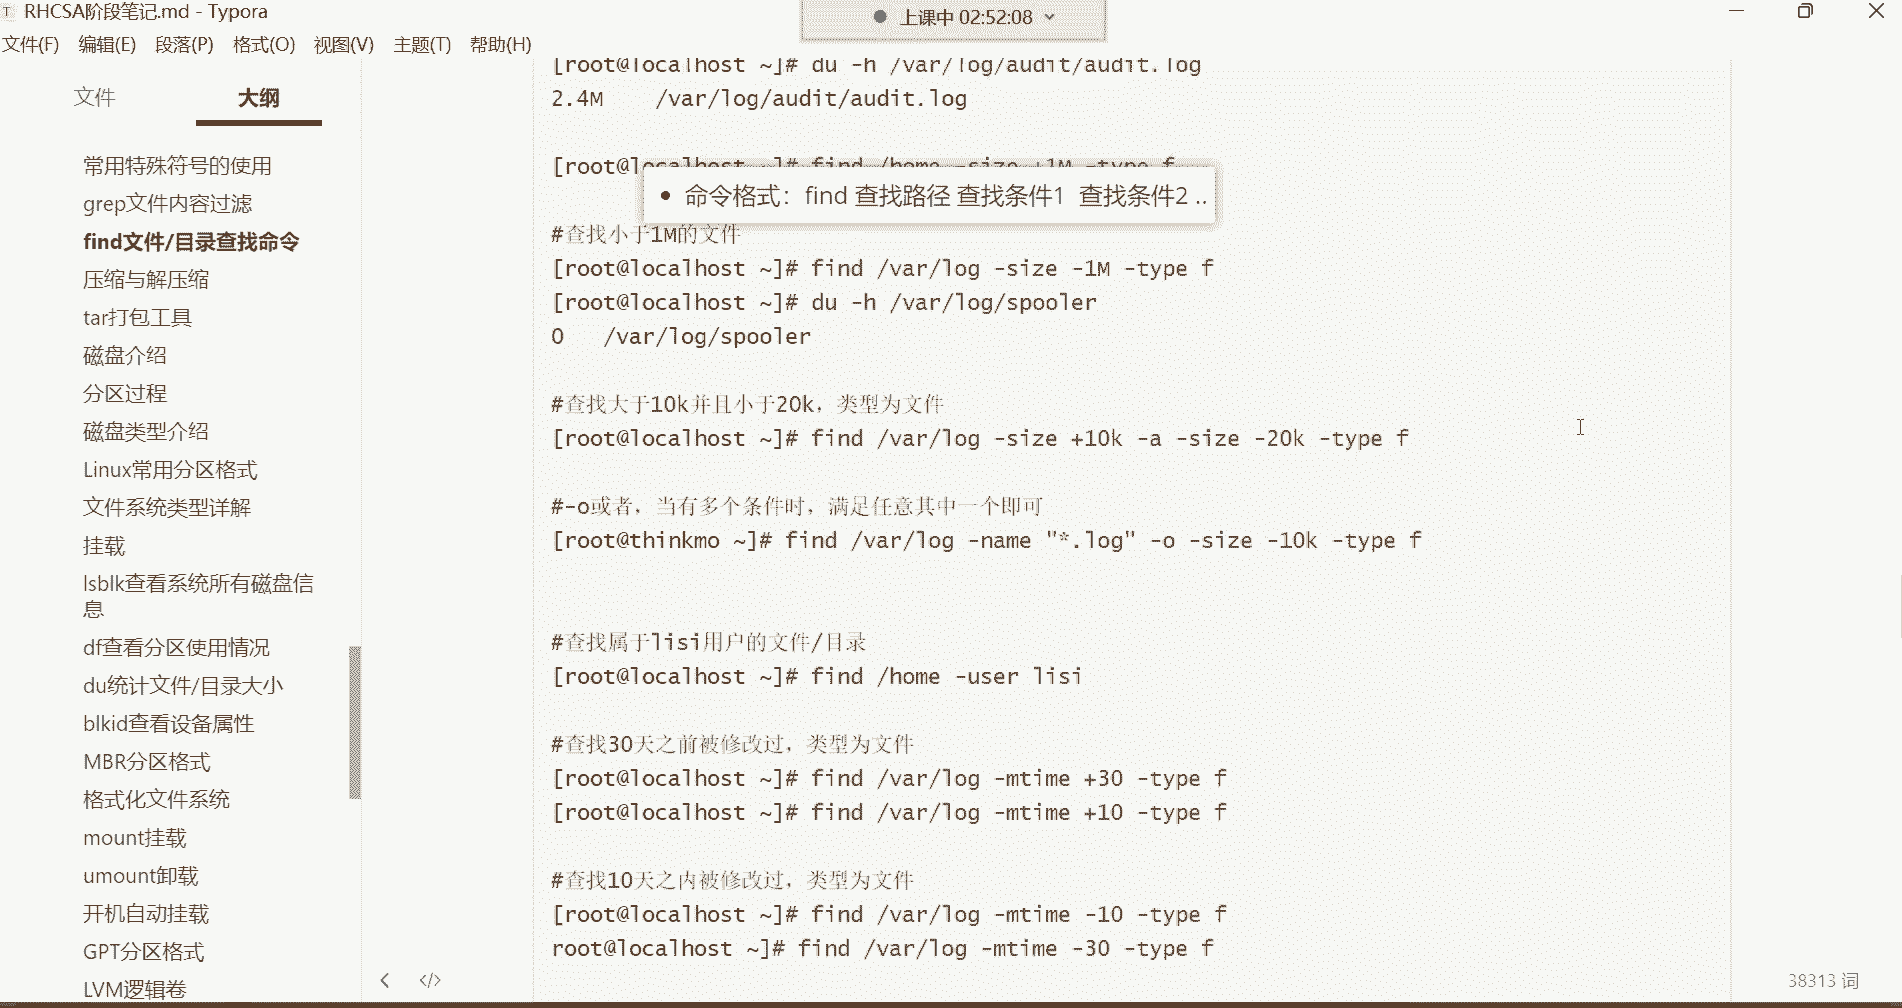 RHCSA阶段笔记.md - Typora
上课中 02:52:08
文件(F) 编辑(E) 段落(P) 格式(O) 视图(V) 主题(T) 帮助(H)
文件 大纲
常用特殊符号的使用
grep文件内容过滤
find文件/目录查找命令
压缩与解压缩
tar打包工具
磁盘介绍
分区过程
磁盘类型介绍
Linux常用分区格式
文件系统类型详解
挂载
lsblk查看系统所有磁盘信
息
df查看分区使用情况
du统计文件/目录大小
blkid查看设备属性
MBR分区格式
格式化文件系统
mount挂载
umount卸载
开机自动挂载
GPT分区格式
LVM逻辑卷
[root@localhost ~]# du -h /var/log/audit/audit.log
2.4M /var/log/audit/audit.log
[root@localhost ~]# find /home -size +1M -type f
命令格式：find 查找路径 查找条件1 查找条件2 ..
#查找小于1M的文件
[root@localhost ~]# find /var/log -size -1M -type f
[root@localhost ~]# du -h /var/log/spooler
0 /var/log/spooler
#查找大于10k并且小于20k，类型为文件
[root@localhost ~]# find /var/log -size +10k -a -size -20k -type f
#-o或者，当有多个条件时，满足任意其中一个即可
[root@thinkmo ~]# find /var/log -name "*.log" -o -size -10k -type f
#查找属于lisi用户的文件/目录
[root@localhost ~]# find /home -user lisi
#查找30天之前被修改过，类型为文件
[root@localhost ~]# find /var/log -mtime +30 -type f
[root@localhost ~]# find /var/log -mtime +10 -type f
#查找10天之内被修改过，类型为文件
[root@localhost ~]# find /var/log -mtime -10 -type f
root@localhost ~]# find /var/log -mtime -30 -type f
38313 词